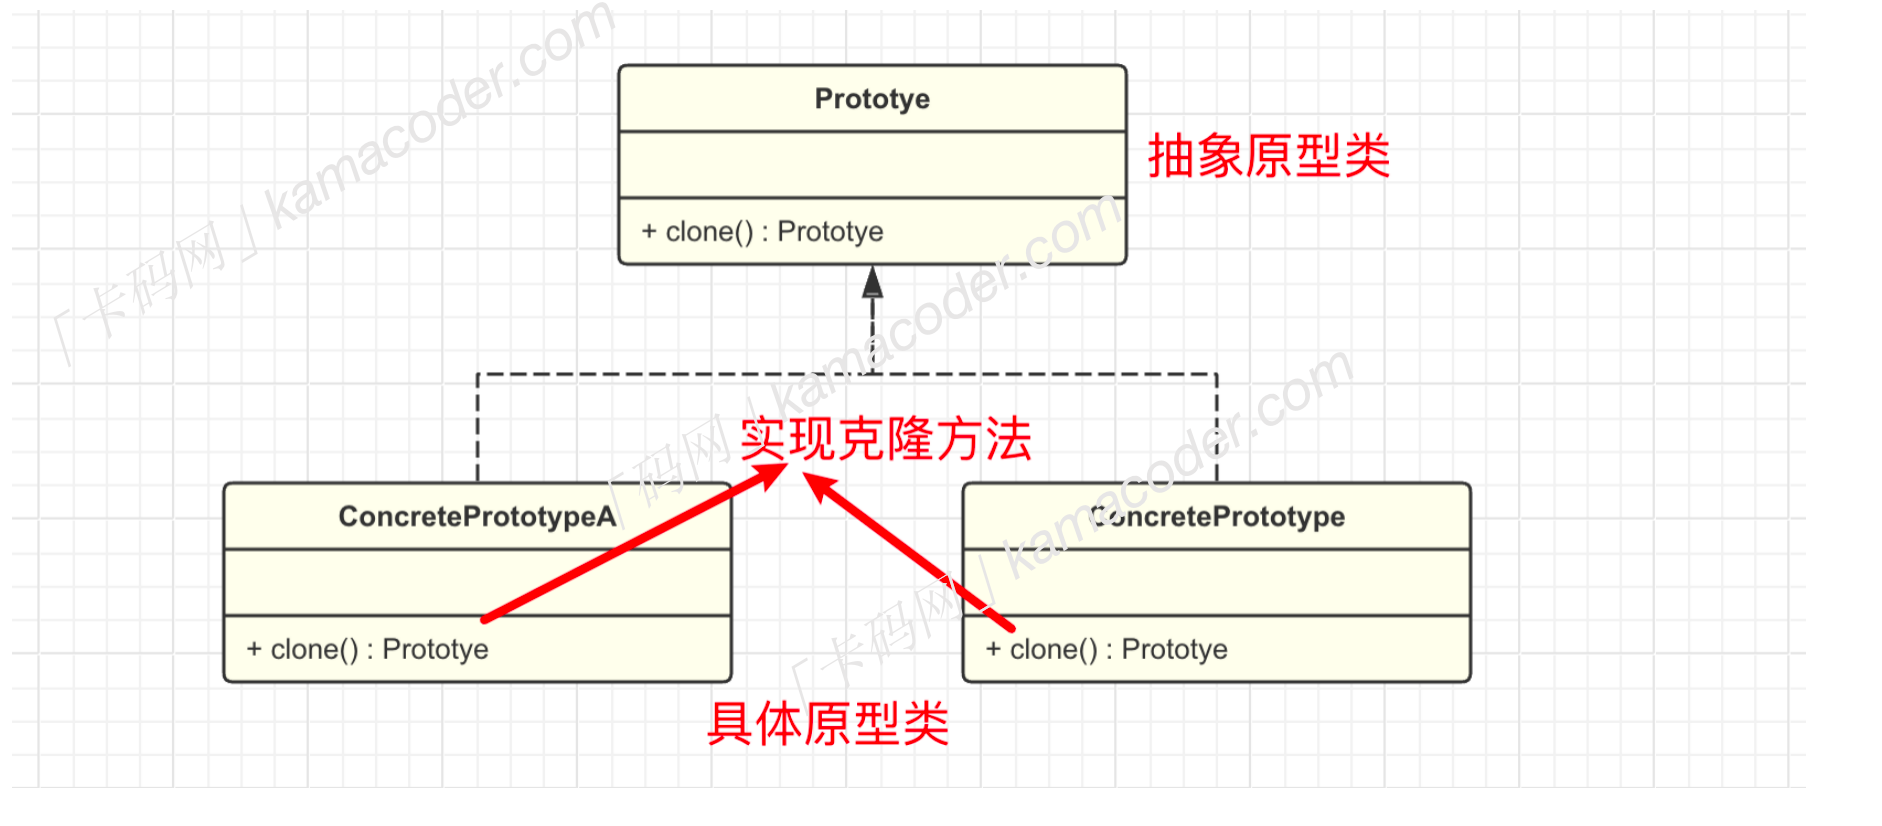 Prototye
抽象原型类
+ clone() : Prototye
实现克隆方法
ConcretePrototypeA
ConcretePrototype
+ clone() : Prototye
+ clone() : Prototye
具体原型类
「卡码网」kamacoder.com
「码网」kamacoder.com
「卡码网」kamacoder.com